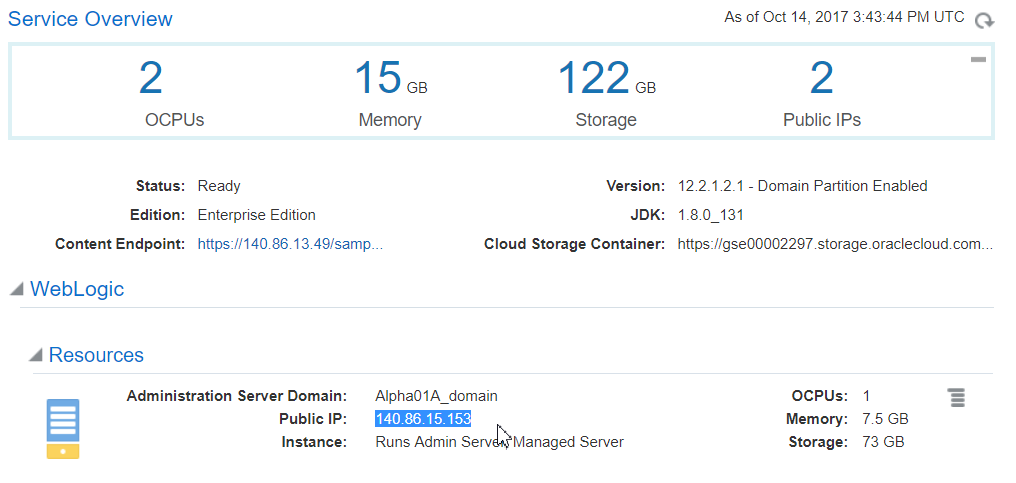 Service Overview As of Oct 14, 2017 3:43:44 PM UTC
2 15 GB 122 GB 2
OCPUs Memory Storage Public IPs
Status: Ready Version: 12.2.1.2.1 - Domain Partition Enabled
Edition: Enterprise Edition JDK: 1.8.0_131
Content Endpoint: https://140.86.13.49/samp... Cloud Storage Container: https://gse00002297.storage.oraclecloud.com...
WebLogic
Resources
Administration Server Domain: Alpha01A_domain OCPUs: 1
Public IP: 140.86.15.153 Memory: 7.5 GB
Instance: Runs Admin Server, Managed Server Storage: 73 GB